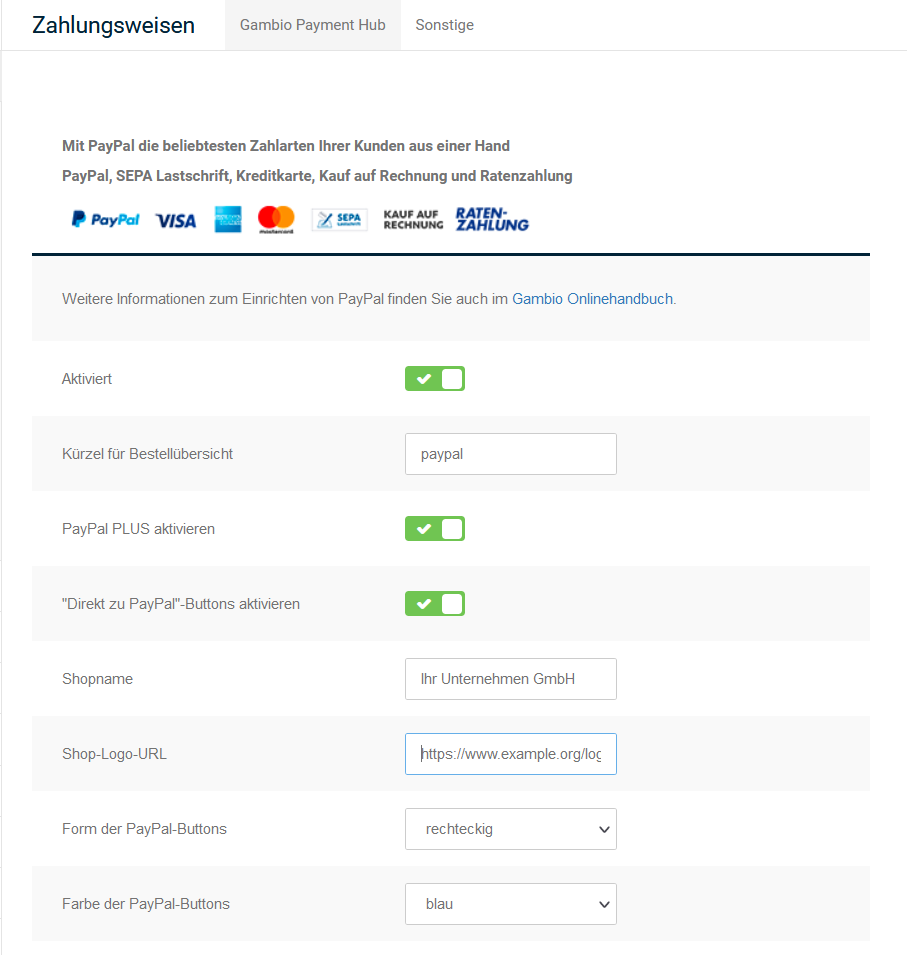 Zahlungsweisen Gambio Payment Hub Sonstige
Mit PayPal die beliebtesten Zahlarten Ihrer Kunden aus einer Hand
PayPal, SEPA Lastschrift, Kreditkarte, Kauf auf Rechnung und Ratenzahlung
PayPal VISA mastercard SEPA KAUF AUF RECHNUNG RATEN-ZAHLUNG
Weitere Informationen zum Einrichten von PayPal finden Sie auch im Gambio Onlinehandbuch.
Aktiviert
Kürzel für Bestellübersicht paypal
PayPal PLUS aktivieren
"Direkt zu PayPal"-Buttons aktivieren
Shopname Ihr Unternehmen GmbH
Shop-Logo-URL https://www.example.org/log
Form der PayPal-Buttons rechteckig
Farbe der PayPal-Buttons blau